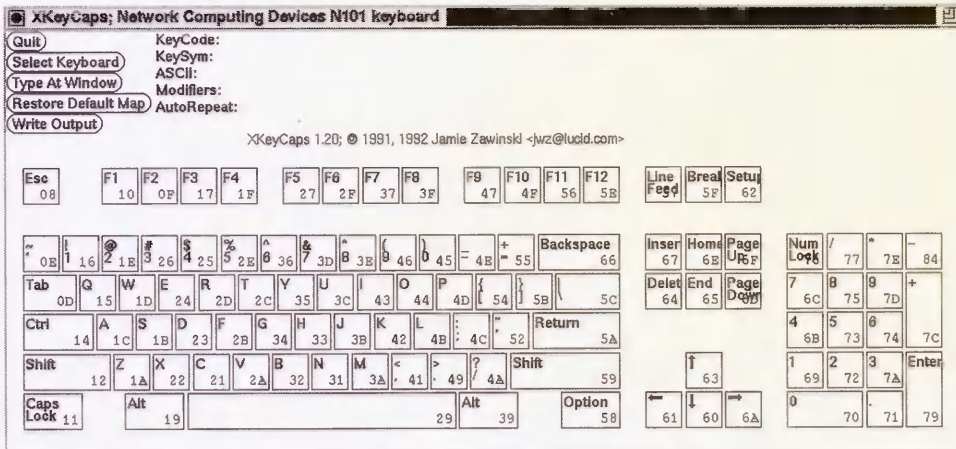 XKeyCaps; Network Computing Devices N101 keyboard
Quit
KeyCode:
Select Keyboard
KeySym:
ASCII:
Type At Window
Modifiers:
Restore Default Map
AutoRepeat:
Write Output
XKeyCaps 1.20; © 1991, 1992 Jamie Zawinski <jwz@lucid.com>
Esc F1 F2 F3 F4 F5 F6 F7 F8 F9 F10 F11 F12 Line Feed Break Setup
08 10 0F 17 1F 27 2F 37 3F 47 4F 56 5E 5F 62
~ ! @ # $ % ^ & * ( ) _ + Backspace Inser Home Page Up Num Lock / * -
` 0E 1 16 2 1E 3 26 4 25 5 2E 6 36 7 3D 8 3E 9 46 0 45 - 4E = 55 66 67 6E 6F 77 7E 84
Tab Q W E R T Y U I O P { } \ Delet End Page Down 7 8 9 +
0D 15 1D 24 2D 2C 35 3C 43 44 4D [ 54 ] 5B 5C 64 65 6C 75 7D
Ctrl A S D F G H J K L : " Return 4 5 6
14 1C 1B 23 2B 34 33 3B 42 4B ; 4C ' 52 5A 6B 73 74 7C
Shift Z X C V B N M < > ? Shift ↑ 1 2 3 Enter
12 1A 22 21 2A 32 31 3A , 41 . 49 / 4A 59 63 69 72 7A
Caps Lock Alt Alt Option ← ↓ → 0 .
11 19 29 39 58 61 60 6A 70 71 79